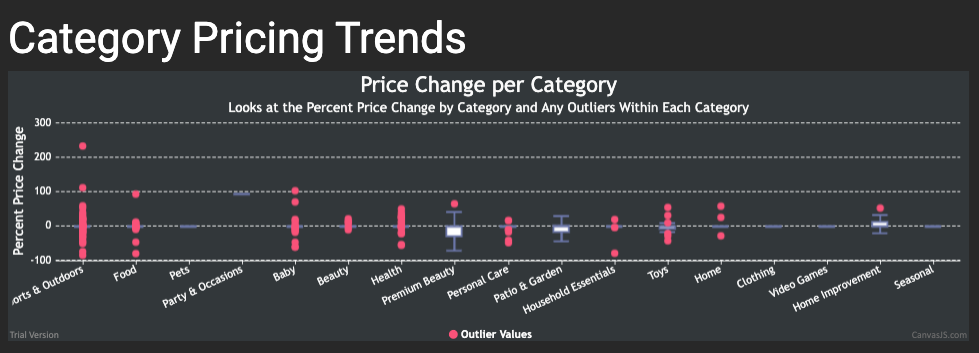 Category Pricing Trends
Price Change per Category
Looks at the Percent Price Change by Category and Any Outliers Within Each Category
Percent Price Change
300
200
100
0
-100
orts & Outdoors
Food
Pets
Party & Occasions
Baby
Beauty
Health
Premium Beauty
Personal Care
Patio & Garden
Household Essentials
Toys
Home
Clothing
Video Games
Home Improvement
Seasonal
Outlier Values
Trial Version
CanvasJS.com